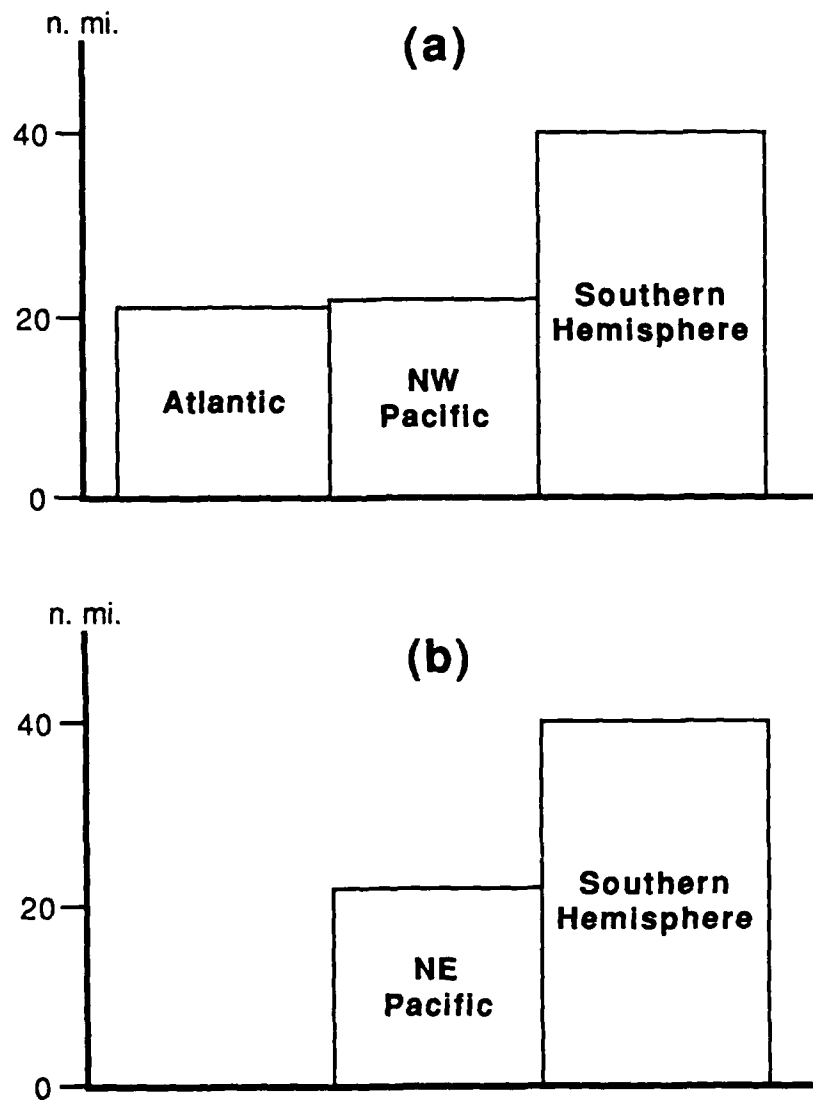 n. mi.
(a)
40
20
0
Atlantic
NW
Pacific
Southern
Hemisphere
n. mi.
(b)
40
20
0
NE
Pacific
Southern
Hemisphere